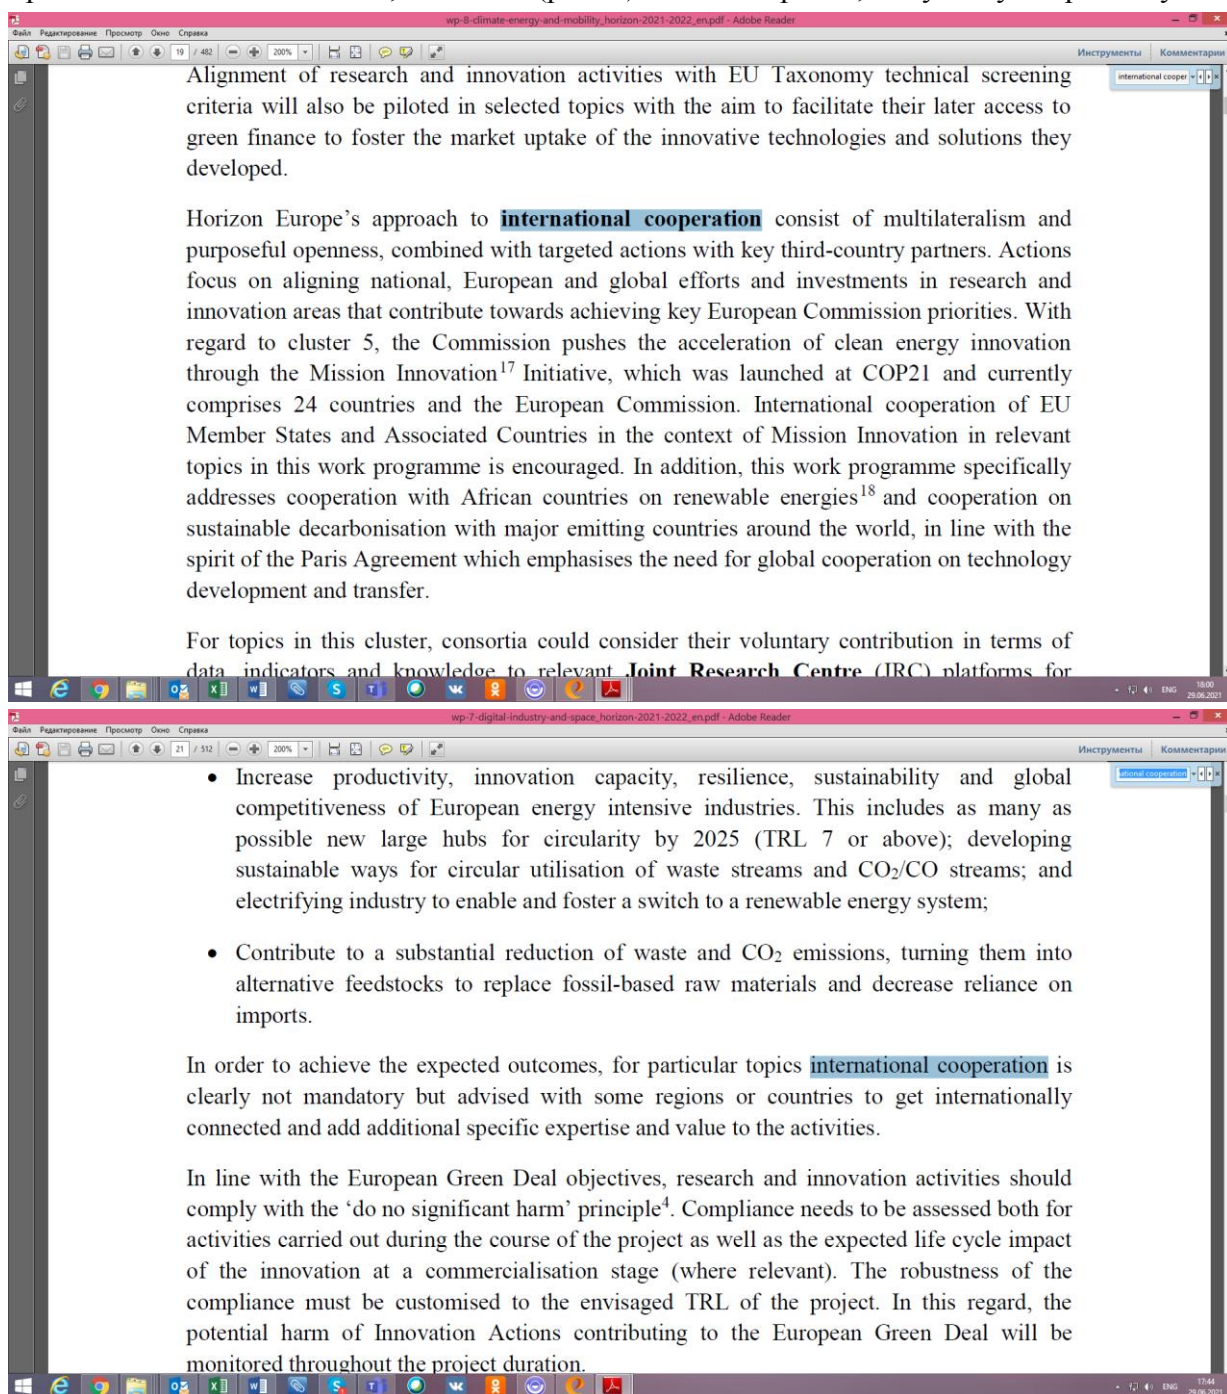 wp-8-climate-energy-and-mobility_horizon-2021-2022_en.pdf - Adobe Reader
Файл Редактирование Просмотр Окно Справка
19 / 482 200% Инструменты Комментарии
international cooper
Alignment of research and innovation activities with EU Taxonomy technical screening
criteria will also be piloted in selected topics with the aim to facilitate their later access to
green finance to foster the market uptake of the innovative technologies and solutions they
developed.
Horizon Europe's approach to international cooperation consist of multilateralism and
purposeful openness, combined with targeted actions with key third-country partners. Actions
focus on aligning national, European and global efforts and investments in research and
innovation areas that contribute towards achieving key European Commission priorities. With
regard to cluster 5, the Commission pushes the acceleration of clean energy innovation
through the Mission Innovation17 Initiative, which was launched at COP21 and currently
comprises 24 countries and the European Commission. International cooperation of EU
Member States and Associated Countries in the context of Mission Innovation in relevant
topics in this work programme is encouraged. In addition, this work programme specifically
addresses cooperation with African countries on renewable energies18 and cooperation on
sustainable decarbonisation with major emitting countries around the world, in line with the
spirit of the Paris Agreement which emphasises the need for global cooperation on technology
development and transfer.
For topics in this cluster, consortia could consider their voluntary contribution in terms of
data, indicators and knowledge to relevant Joint Research Centre (JRC) platforms for
ENG 18:00
29.06.2021
wp-7-digital-industry-and-space_horizon-2021-2022_en.pdf - Adobe Reader
Файл Редактирование Просмотр Окно Справка
21 / 512 200% Инструменты Комментарии
ational cooperation
• Increase productivity, innovation capacity, resilience, sustainability and global
competitiveness of European energy intensive industries. This includes as many as
possible new large hubs for circularity by 2025 (TRL 7 or above); developing
sustainable ways for circular utilisation of waste streams and CO2/CO streams; and
electrifying industry to enable and foster a switch to a renewable energy system;
• Contribute to a substantial reduction of waste and CO2 emissions, turning them into
alternative feedstocks to replace fossil-based raw materials and decrease reliance on
imports.
In order to achieve the expected outcomes, for particular topics international cooperation is
clearly not mandatory but advised with some regions or countries to get internationally
connected and add additional specific expertise and value to the activities.
In line with the European Green Deal objectives, research and innovation activities should
comply with the 'do no significant harm' principle4. Compliance needs to be assessed both for
activities carried out during the course of the project as well as the expected life cycle impact
of the innovation at a commercialisation stage (where relevant). The robustness of the
compliance must be customised to the envisaged TRL of the project. In this regard, the
potential harm of Innovation Actions contributing to the European Green Deal will be
monitored throughout the project duration.
ENG 17:44
29.06.2021